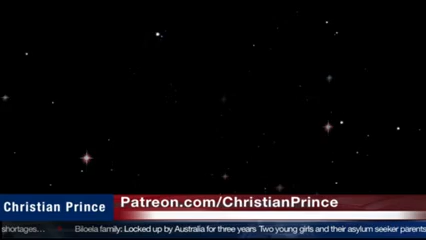 Christian Prince
Patreon.com/ChristianPrince
shortages… Biloela family: Locked up by Australia for three years Two young girls and their asylum seeker parents